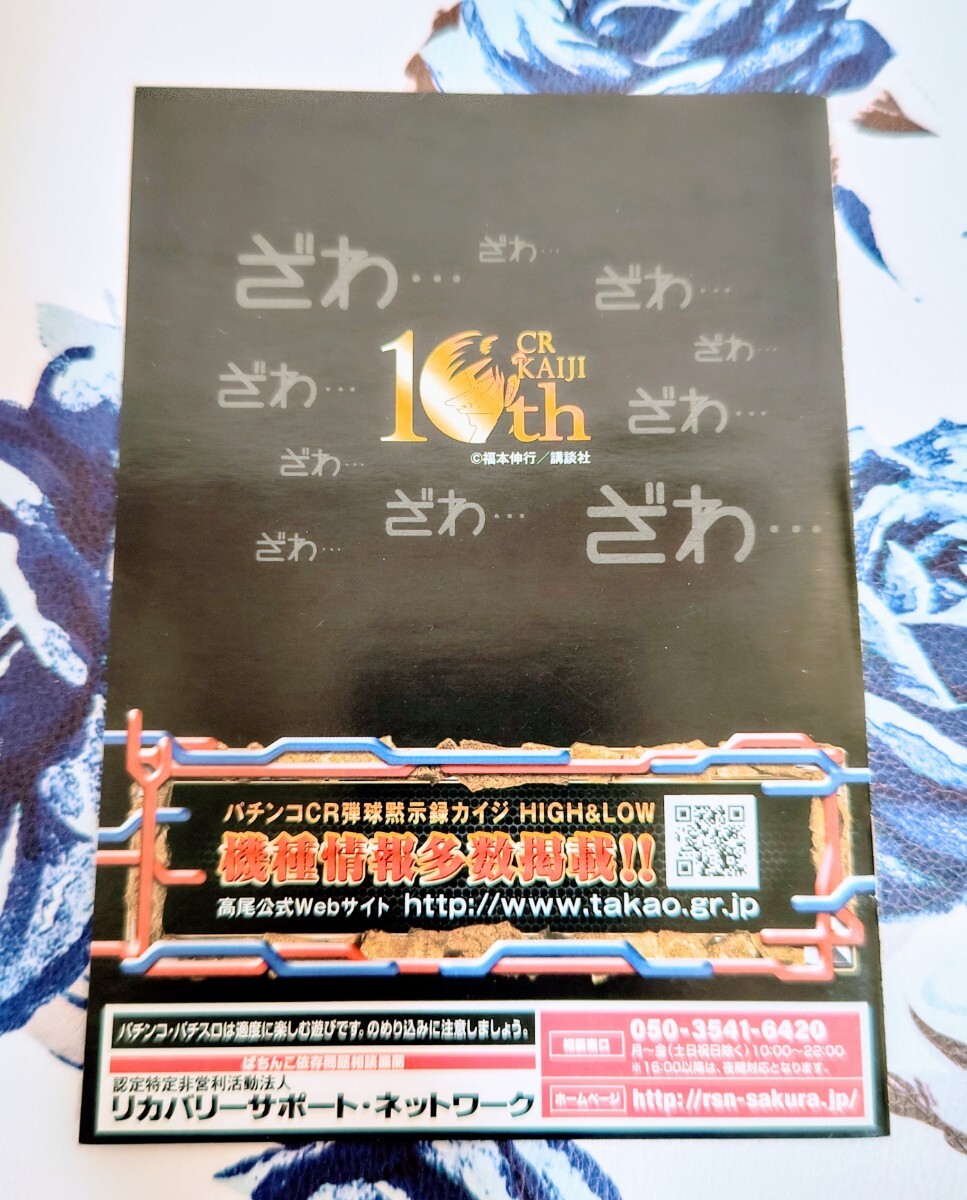 ざわ…
ざわ…
ざわ…
ざわ…
ざわ…
ざわ…
ざわ…
ざわ…
ざわ…
ざわ…
10th
CR
KAIJI
©福本伸行／講談社
パチンコCR弾球黙示録カイジ HIGH&LOW
機種情報多数掲載!!
高尾公式Webサイト http://www.takao.gr.jp
パチンコ・パチスロは適度に楽しむ遊びです。のめり込みに注意しましょう。
ぱちんこ依存問題相談機関
認定特定非営利活動法人
リカバリーサポート・ネットワーク
相談窓口
050-3541-6420
月～金(土日祝日除く)10:00～22:00
※16:00以降は、夜間対応となります。
ホームページ http://rsn-sakura.jp/